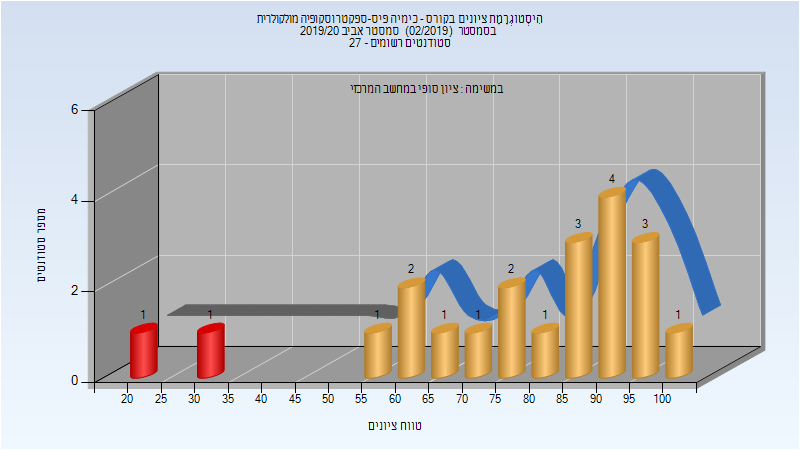 הִיסְטוֹגְרָמַת ציונים בקורס - כימיה פיס-ספקטרוסקופיה מולקולרית
בסמסטר (02/2019) סמסטר אביב 2019/20
סטודנטים רשומים - 27
במשימה : ציון סופי במחשב המרכזי
מספר סטודנטים
6
4
2
0
1 1 1 2 1 1 2 1 3 4 3 1
20 25 30 35 40 45 50 55 60 65 70 75 80 85 90 95 100
טווח ציונים